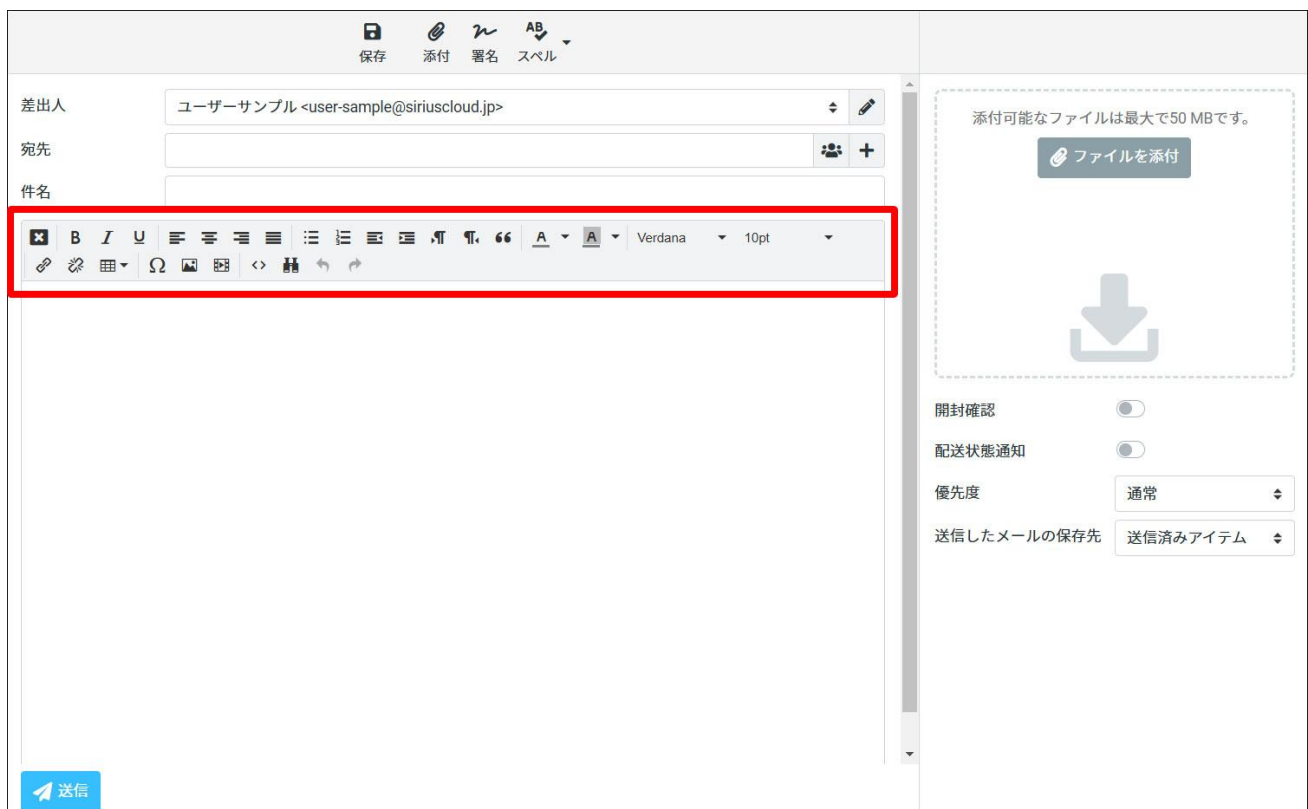 保存 添付 署名 スペル
差出人 ユーザーサンプル <user-sample@siriuscloud.jp>
宛先
件名
B I U Verdana 10pt
送信
添付可能なファイルは最大で50 MBです。
ファイルを添付
開封確認
配送状態通知
優先度 通常
送信したメールの保存先 送信済みアイテム